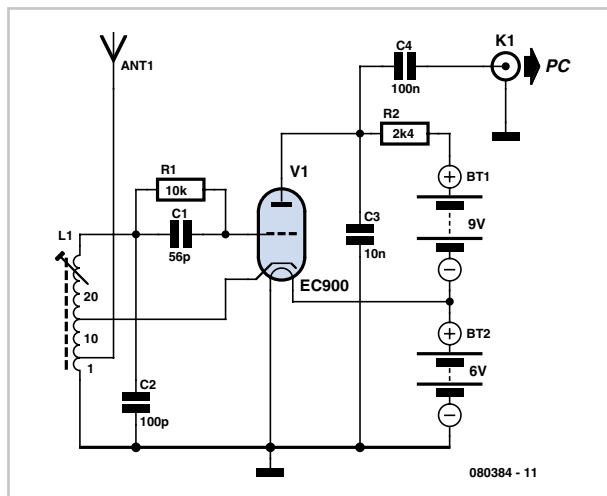 ANT1
C4
100n
K1
PC
R2
2k4
BT1
9V
R1
10k
C1
56p
V1
L1
20
10
1
C3
10n
EC900
BT2
6V
C2
100p
080384 - 11